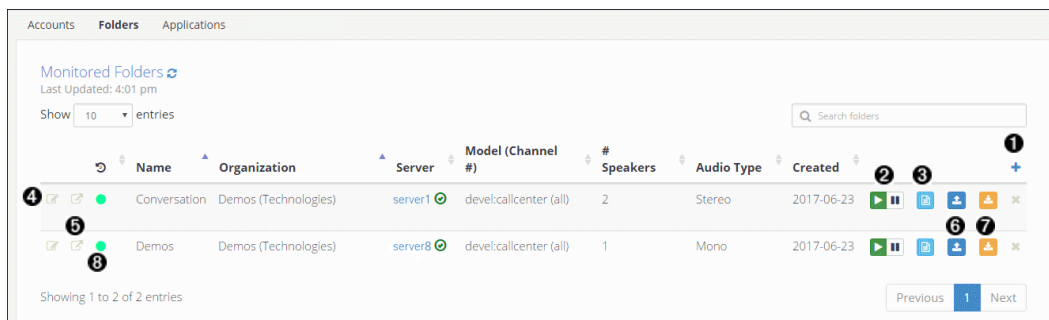 Accounts Folders Applications
Monitored Folders
Last Updated: 4:01 pm
Show 10 entries
Search folders
1
Name Organization Server Model (Channel #) # Speakers Audio Type Created
2 3
4 Conversation Demos (Technologies) server1 devel:callcenter (all) 2 Stereo 2017-06-23
5 6 7
Demos Demos (Technologies) server8 devel:callcenter (all) 1 Mono 2017-06-23
8
Showing 1 to 2 of 2 entries
Previous 1 Next